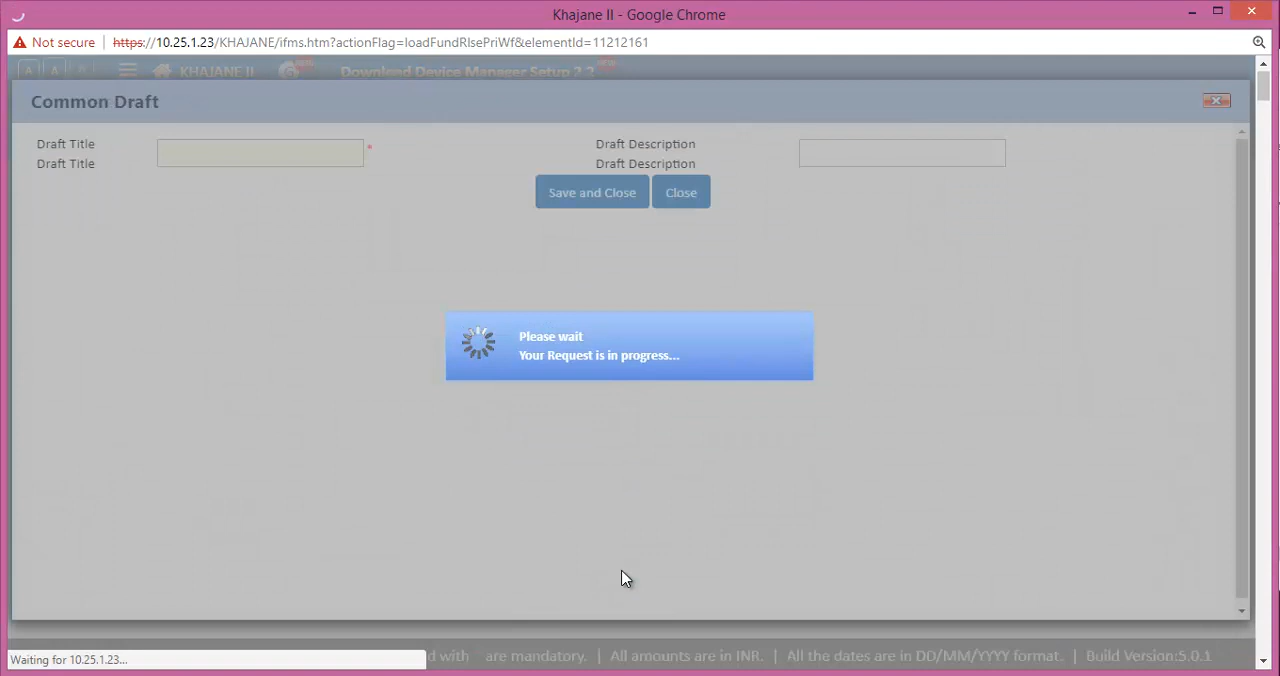 Khajane II - Google Chrome
Not secure | https://10.25.1.23/KHAJANE/ifms.htm?actionFlag=loadFundRlsePriWf&elementId=11212161
A A A KHAJANE II G Download Device Manager Setup 2.2
Common Draft
Draft Title * Draft Description
Draft Title Draft Description
Save and Close Close
Please wait
Your Request is in progress...
Waiting for 10.25.1.23... d with are mandatory. | All amounts are in INR. | All the dates are in DD/MM/YYYY format. | Build Version:5.0.1